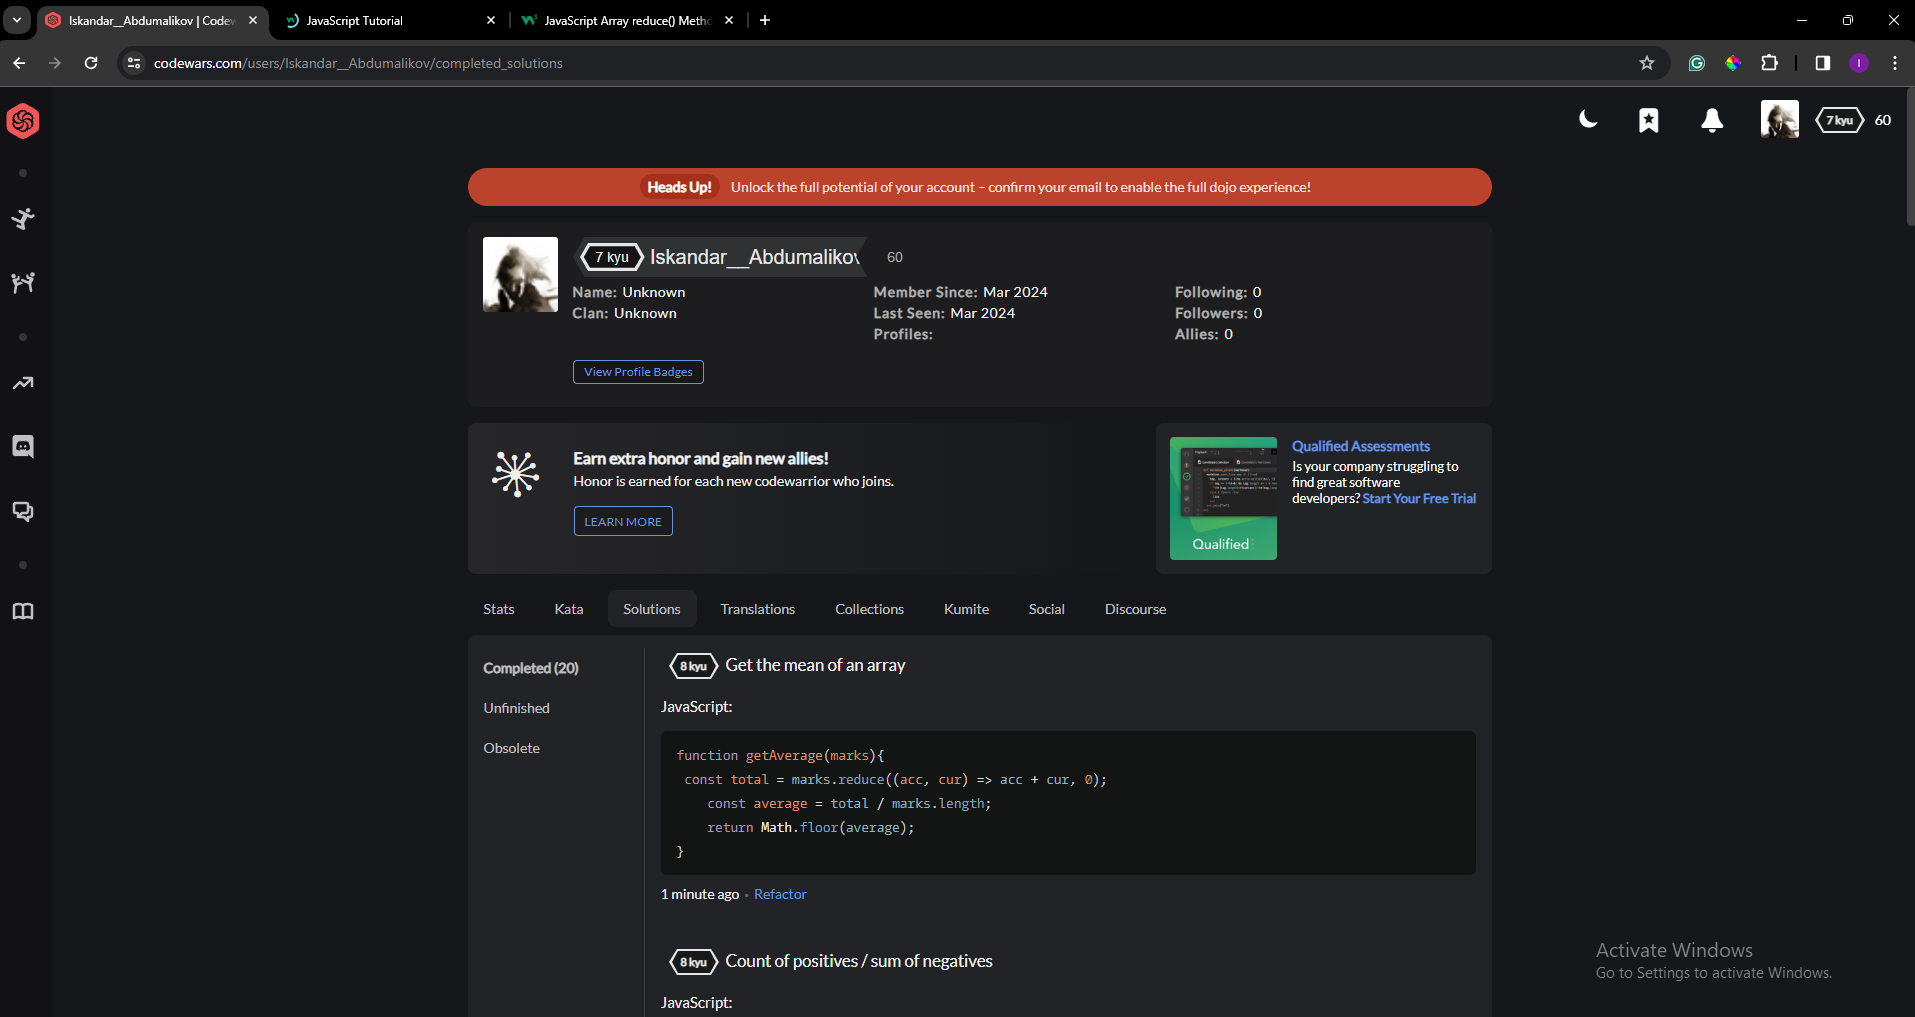 Iskandar__Abdumalikov | Codew
JavaScript Tutorial
JavaScript Array reduce() Metho
codewars.com/users/Iskandar__Abdumalikov/completed_solutions
I
7 kyu 60
Heads Up! Unlock the full potential of your account – confirm your email to enable the full dojo experience!
7 kyu Iskandar__Abdumalikov 60
Name: Unknown
Clan: Unknown
Member Since: Mar 2024
Last Seen: Mar 2024
Profiles:
Following: 0
Followers: 0
Allies: 0
View Profile Badges
Earn extra honor and gain new allies!
Honor is earned for each new codewarrior who joins.
LEARN MORE
Qualified
Qualified Assessments
Is your company struggling to
find great software
developers? Start Your Free Trial
Stats Kata Solutions Translations Collections Kumite Social Discourse
Completed (20)
Unfinished
Obsolete
8 kyu Get the mean of an array
JavaScript:
function getAverage(marks){
const total = marks.reduce((acc, cur) => acc + cur, 0);
const average = total / marks.length;
return Math.floor(average);
}
1 minute ago · Refactor
8 kyu Count of positives / sum of negatives
JavaScript:
Activate Windows
Go to Settings to activate Windows.